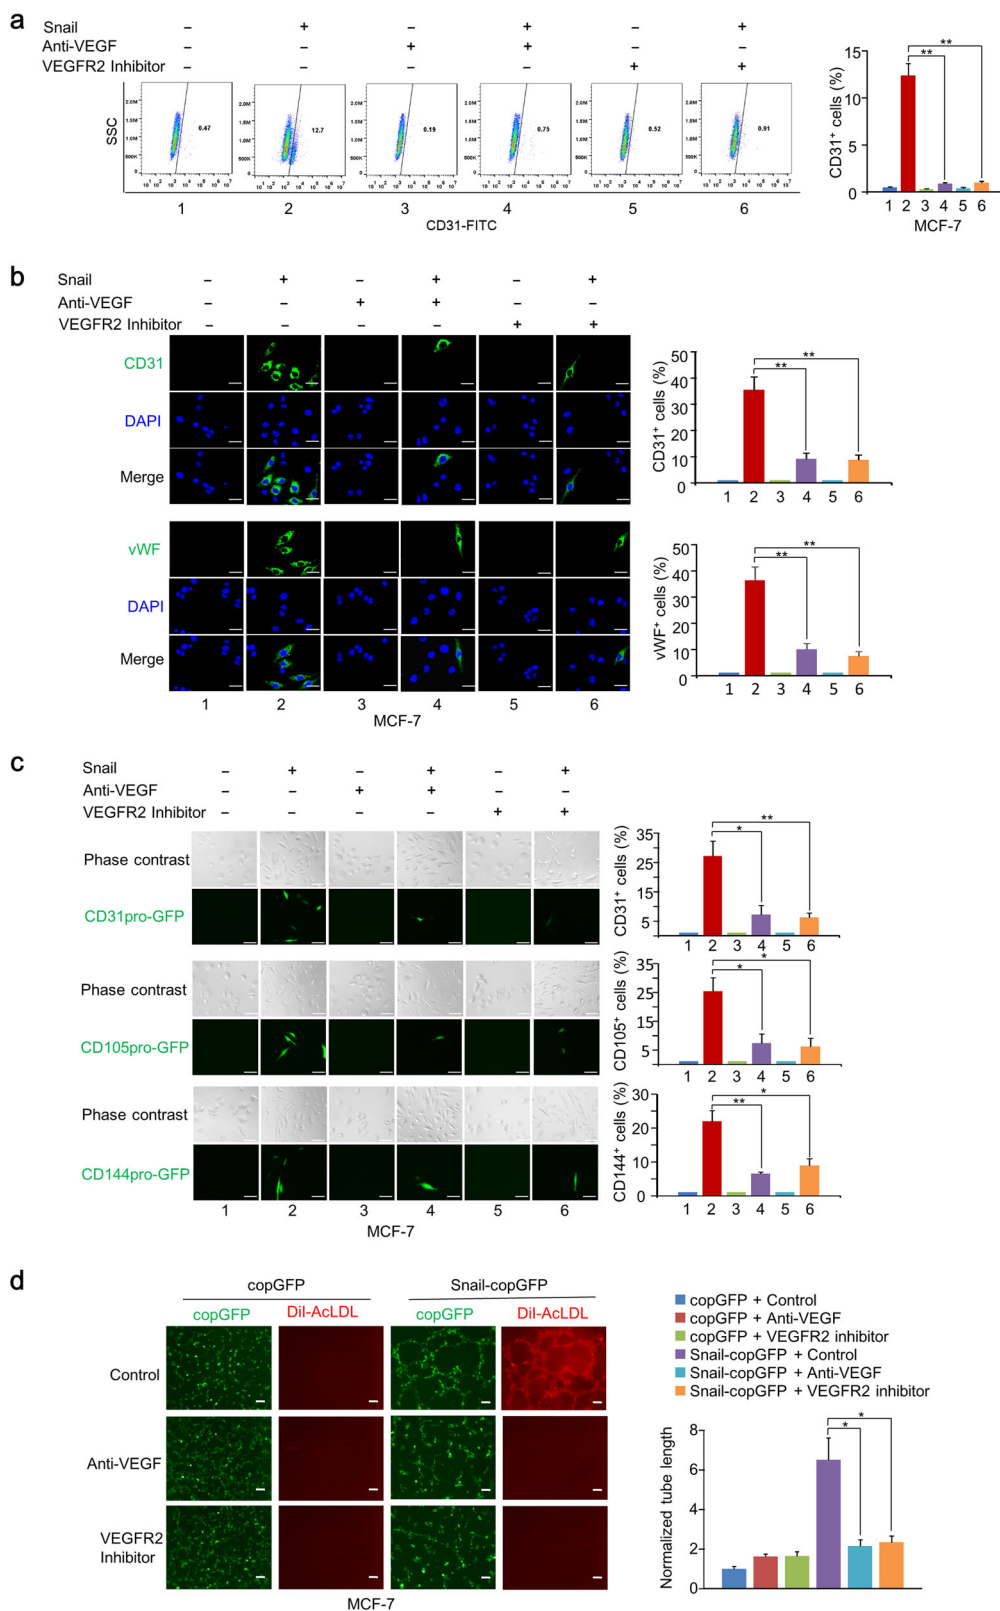 a
Snail – + – + – +
Anti-VEGF – – + + – –
VEGFR2 Inhibitor – – – – + +
SSC
2.0M
1.5M
1.0M
500K
0.47
12.7
0.19
0.75
0.52
0.91
1 2 3 4 5 6
CD31-FITC
CD31⁺ cells (%)
15
10
5
0
** **
1 2 3 4 5 6
MCF-7
b
Snail – + – + – +
Anti-VEGF – – + + – –
VEGFR2 Inhibitor – – – – + +
CD31
DAPI
Merge
vWF
DAPI
Merge
1 2 3 4 5 6
MCF-7
CD31⁺ cells (%)
50
40
30
20
10
0
** **
1 2 3 4 5 6
vWF⁺ cells (%)
50
40
30
20
10
0
** **
1 2 3 4 5 6
c
Snail – + – + – +
Anti-VEGF – – + + – –
VEGFR2 Inhibitor – – – – + +
Phase contrast
CD31pro-GFP
Phase contrast
CD105pro-GFP
Phase contrast
CD144pro-GFP
1 2 3 4 5 6
MCF-7
CD31⁺ cells (%)
35
25
15
5
* **
1 2 3 4 5 6
CD105⁺ cells (%)
35
25
15
5
* *
1 2 3 4 5 6
CD144⁺ cells (%)
30
20
10
0
** *
1 2 3 4 5 6
d
copGFP Snail-copGFP
copGFP Dil-AcLDL copGFP Dil-AcLDL
Control
Anti-VEGF
VEGFR2
Inhibitor
MCF-7
copGFP + Control
copGFP + Anti-VEGF
copGFP + VEGFR2 inhibitor
Snail-copGFP + Control
Snail-copGFP + Anti-VEGF
Snail-copGFP + VEGFR2 inhibitor
Normalized tube length
8
6
4
2
0
* *